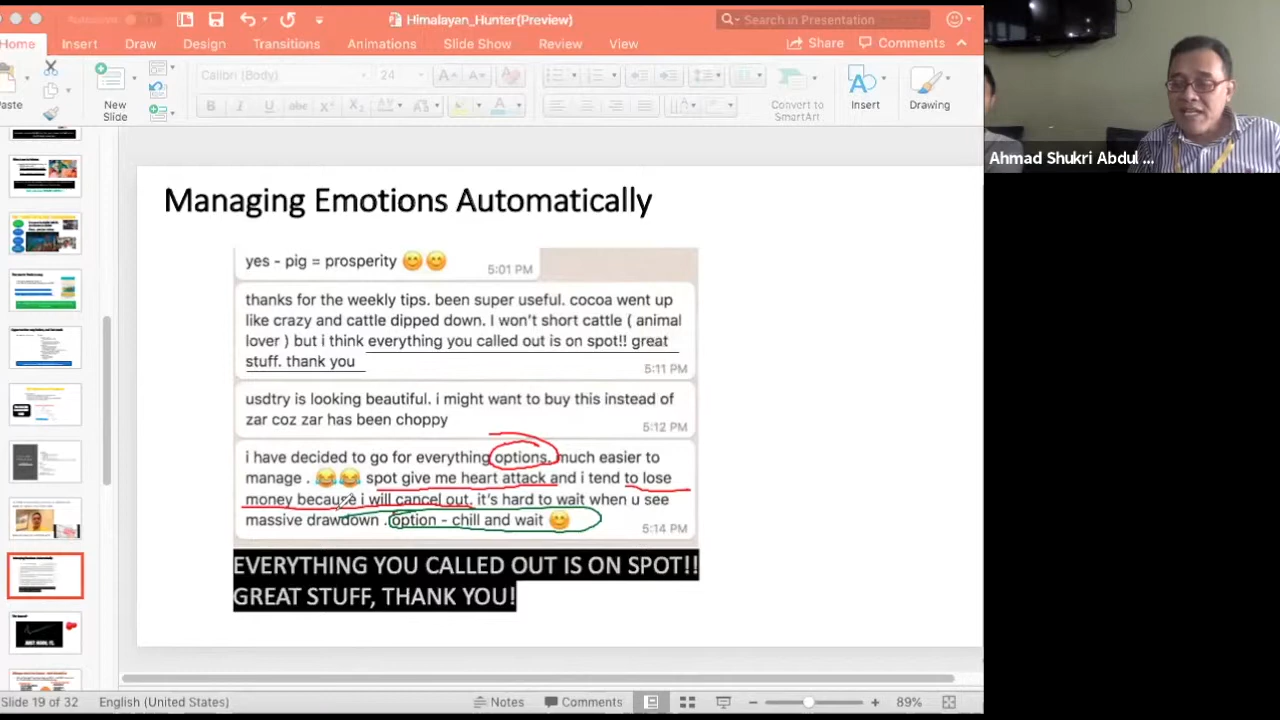 Himalayan_Hunter{Preview}
Search in Presentation
Home Insert Draw Design Transitions Animations Slide Show Review View Share Comments
Paste
New Slide
Calibri (Body) 24
B I U abc X X
Convert to SmartArt
Insert
Drawing
Ahmad Shukri Abdul ...
Managing Emotions Automatically
yes - pig = prosperity 😊 😊
5:01 PM
thanks for the weekly tips. ben super useful. cocoa went up
like crazy and cattle dipped down. I won't short cattle ( animal
lover ) but i think everything you called out is on spot!! great
stuff. thank you
5:11 PM
usdtry is looking beautiful. i might want to buy this instead of
zar coz zar has been choppy
5:12 PM
i have decided to go for everything options, much easier to
manage . 😂😂 spot give me heart attack and i tend to lose
money because i will cancel out. it's hard to wait when u see
massive drawdown . option - chill and wait 😊
5:14 PM
EVERYTHING YOU CALLED OUT IS ON SPOT!!
GREAT STUFF, THANK YOU!
Slide 19 of 32 English (United States) Notes Comments 89%